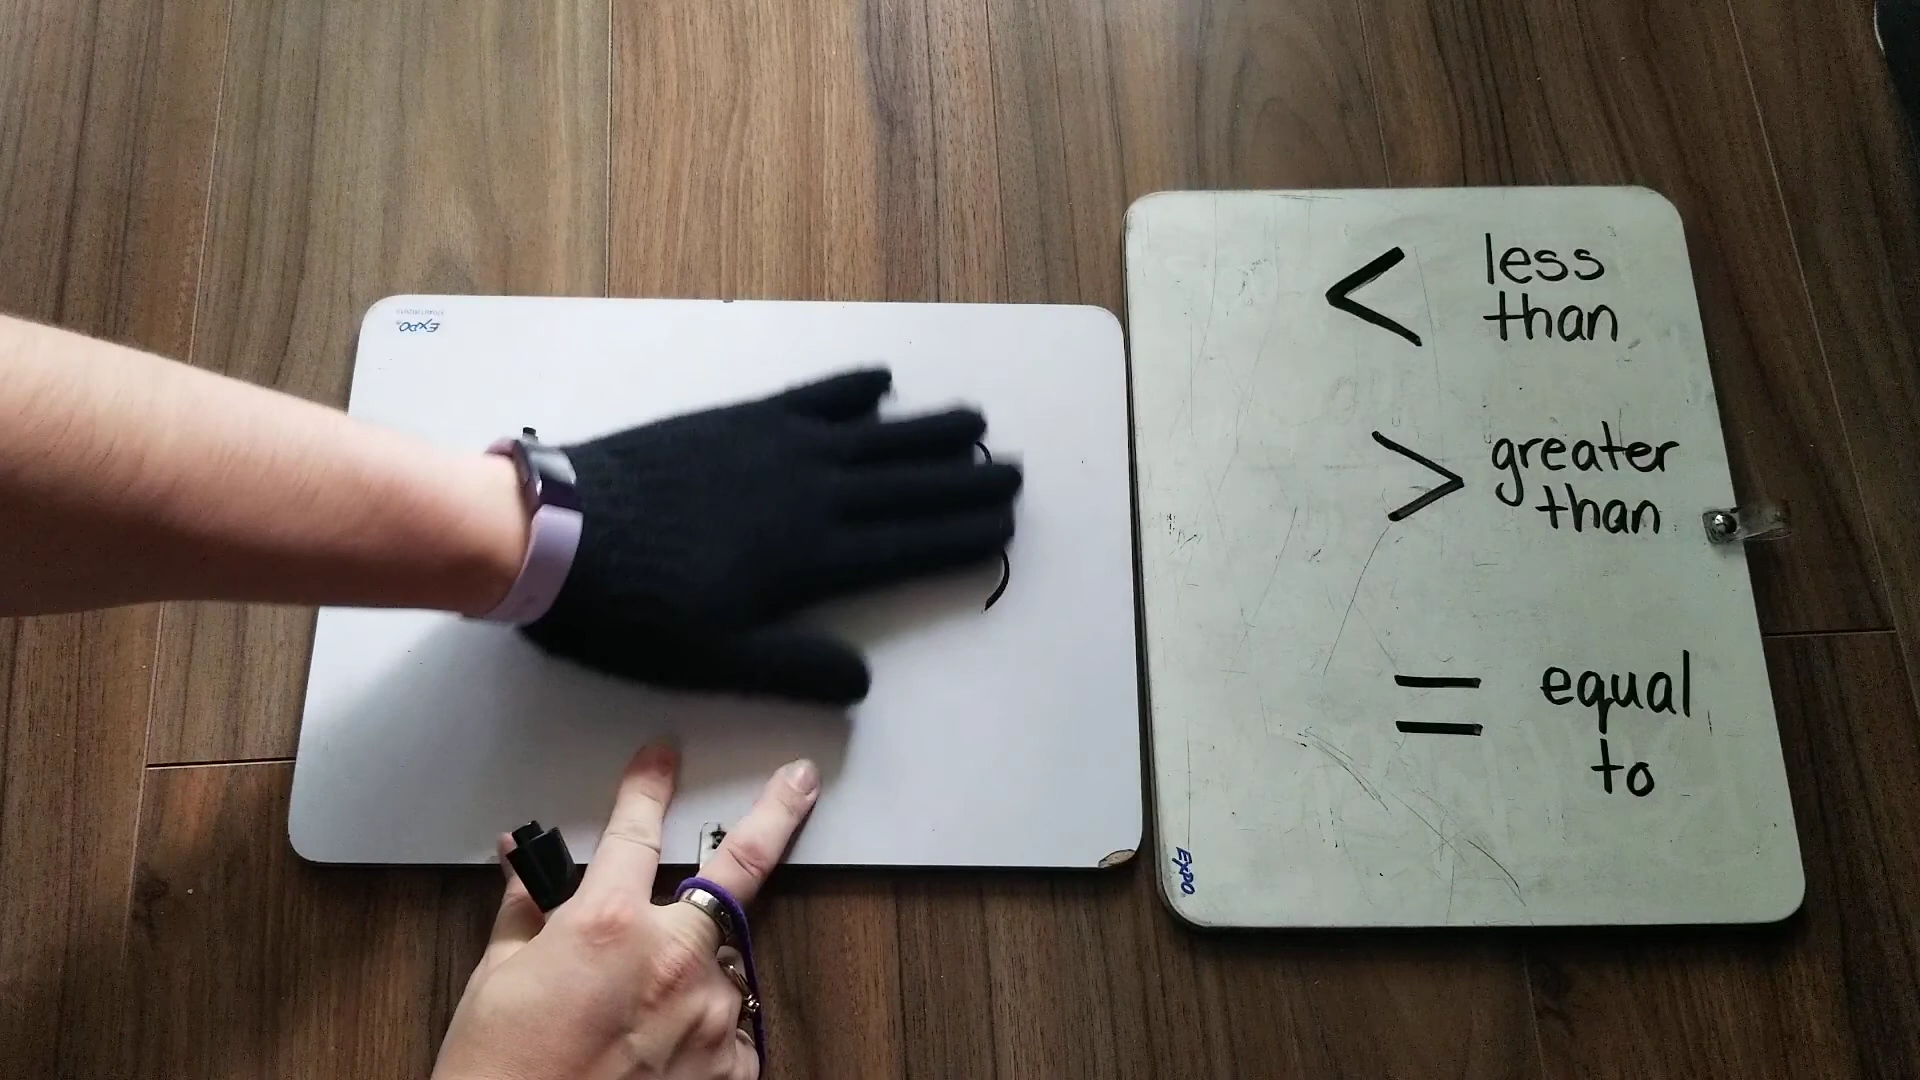 EXPO
< less
than
> greater
than
= equal
to
EXPO